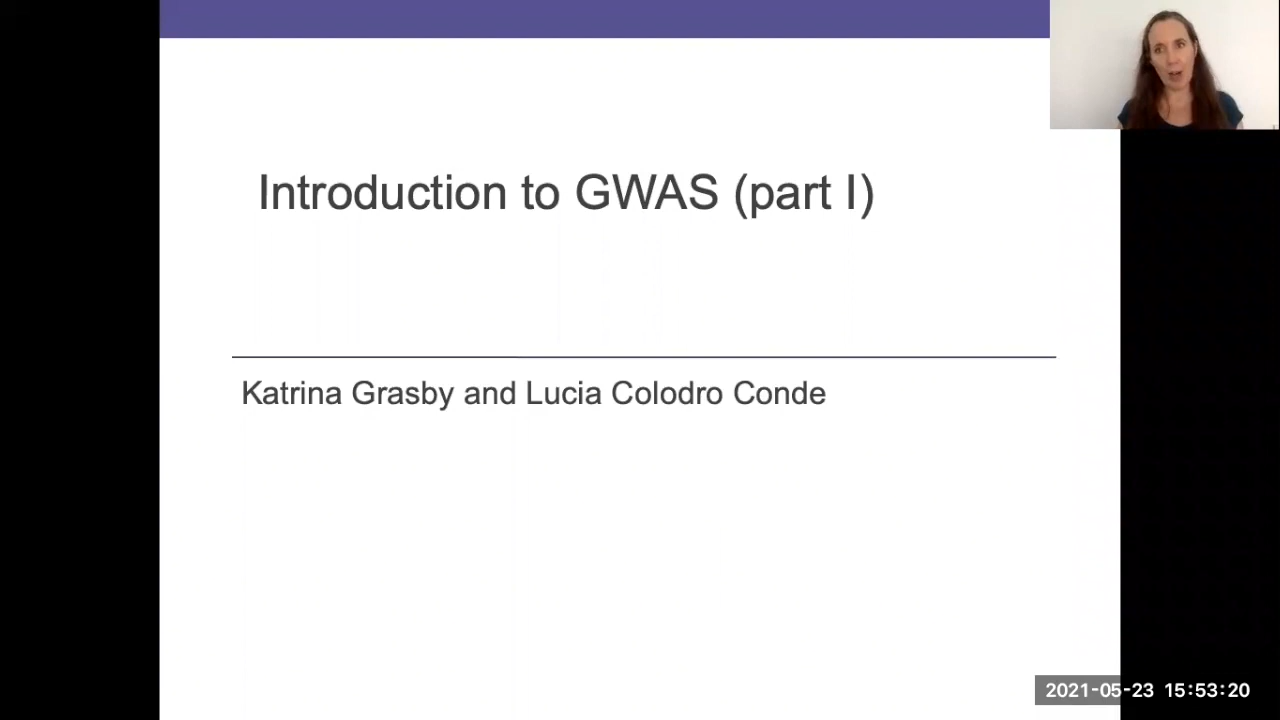 Introduction to GWAS (part I)
Katrina Grasby and Lucia Colodro Conde
2021-05-23 15:53:20